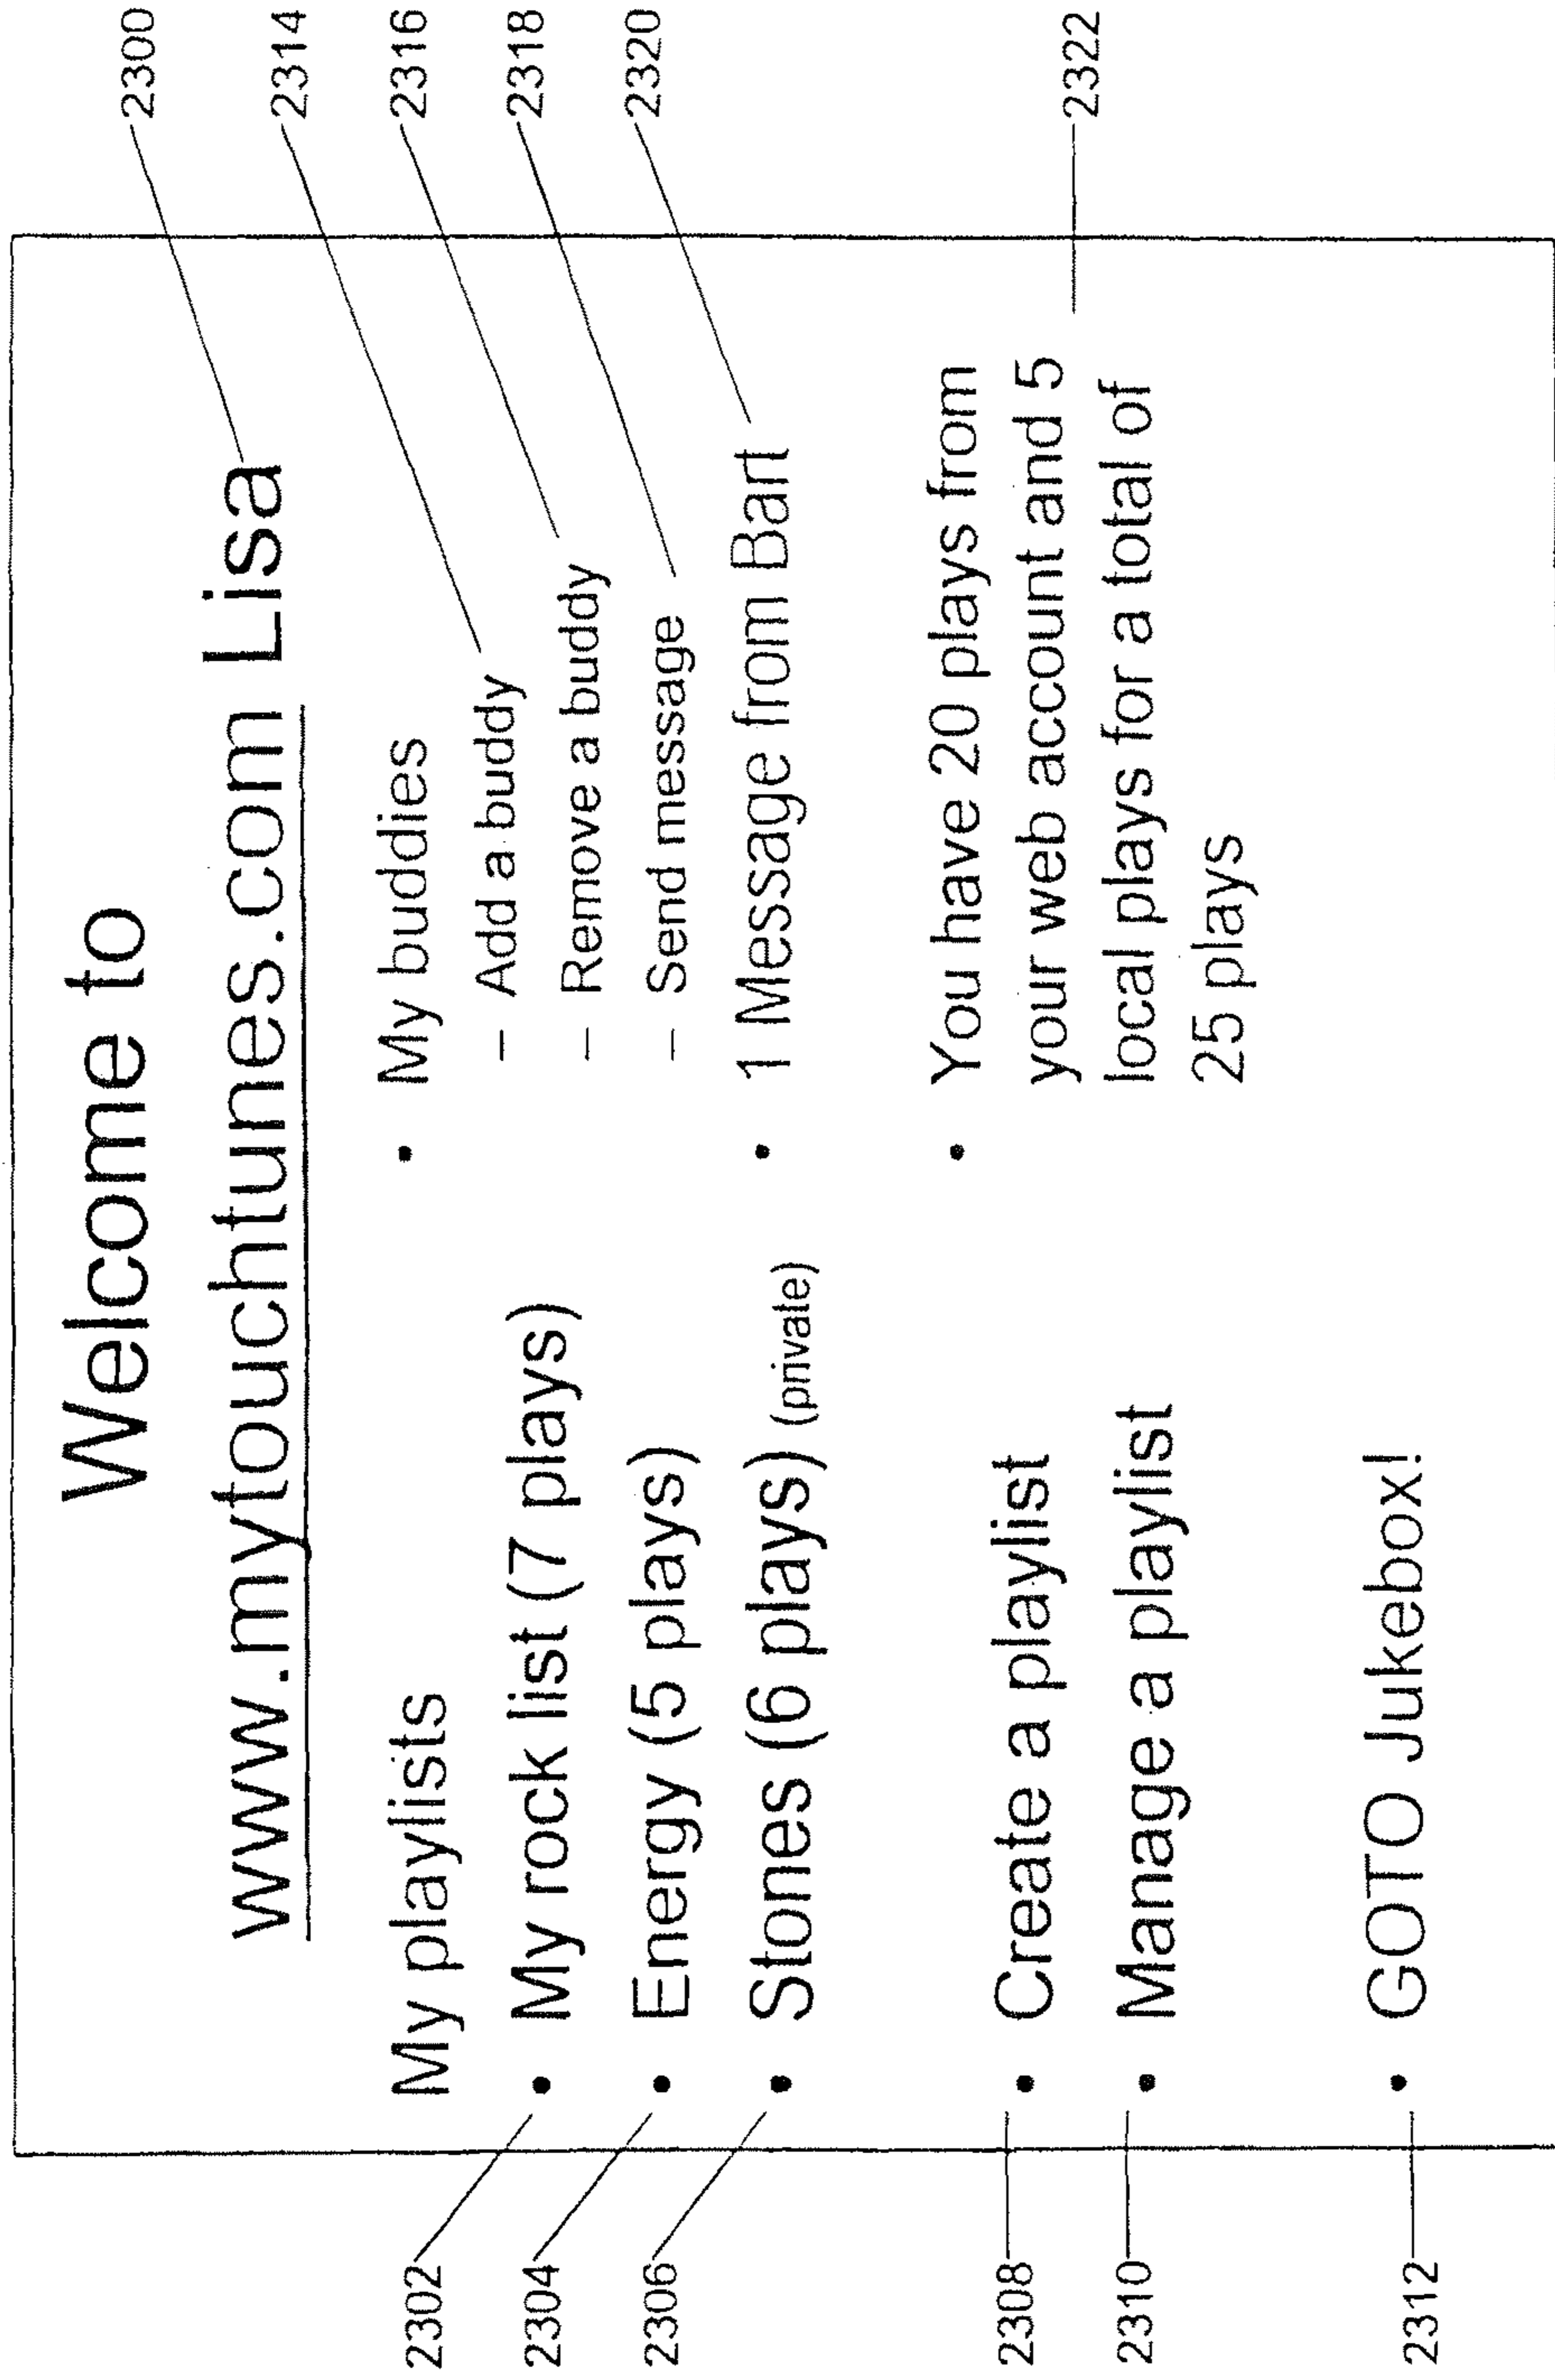 Welcome to
www.mytouchtunes.com Lisa
2300
My playlists
2302
• My rock list (7 plays)
2304
• Energy (5 plays)
2306
• Stones (6 plays) (private)
2308
• Create a playlist
2310
• Manage a playlist
2312
• GOTO Jukebox!
• My buddies
– Add a buddy
2314
– Remove a buddy
2316
– Send message
2318
• 1 Message from Bart
2320
• You have 20 plays from
your web account and 5
local plays for a total of
25 plays
2322